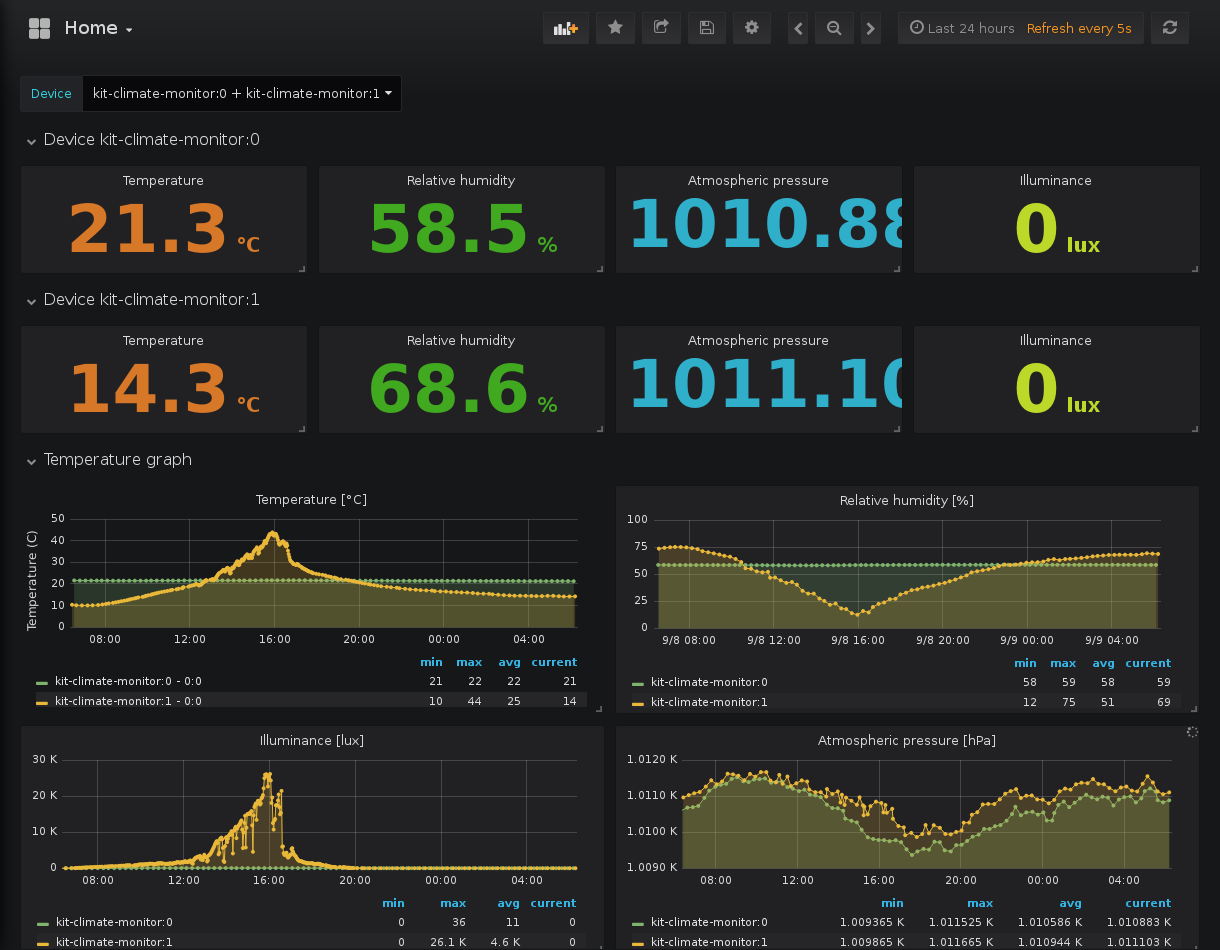 Home
Last 24 hours Refresh every 5s
Device kit-climate-monitor:0 + kit-climate-monitor:1
Device kit-climate-monitor:0
Temperature Relative humidity Atmospheric pressure Illuminance
21.3 °C 58.5 % 1010.88 0 lux
Device kit-climate-monitor:1
Temperature Relative humidity Atmospheric pressure Illuminance
14.3 °C 68.6 % 1011.10 0 lux
Temperature graph
Temperature [°C]
Temperature (C)
50
40
30
20
10
0
08:00 12:00 16:00 20:00 00:00 04:00
min max avg current
kit-climate-monitor:0 - 0:0 21 22 22 21
kit-climate-monitor:1 - 0:0 10 44 25 14
Relative humidity [%]
100
75
50
25
0
9/8 08:00 9/8 12:00 9/8 16:00 9/8 20:00 9/9 00:00 9/9 04:00
min max avg current
kit-climate-monitor:0 58 59 58 59
kit-climate-monitor:1 12 75 51 69
Illuminance [lux]
30 K
20 K
10 K
0
08:00 12:00 16:00 20:00 00:00 04:00
min max avg current
kit-climate-monitor:0 0 36 11 0
kit-climate-monitor:1 0 26.1 K 4.6 K 0
Atmospheric pressure [hPa]
1.0120 K
1.0110 K
1.0100 K
1.0090 K
08:00 12:00 16:00 20:00 00:00 04:00
min max avg current
kit-climate-monitor:0 1.009365 K 1.011525 K 1.010586 K 1.010883 K
kit-climate-monitor:1 1.009865 K 1.011665 K 1.010944 K 1.011103 K